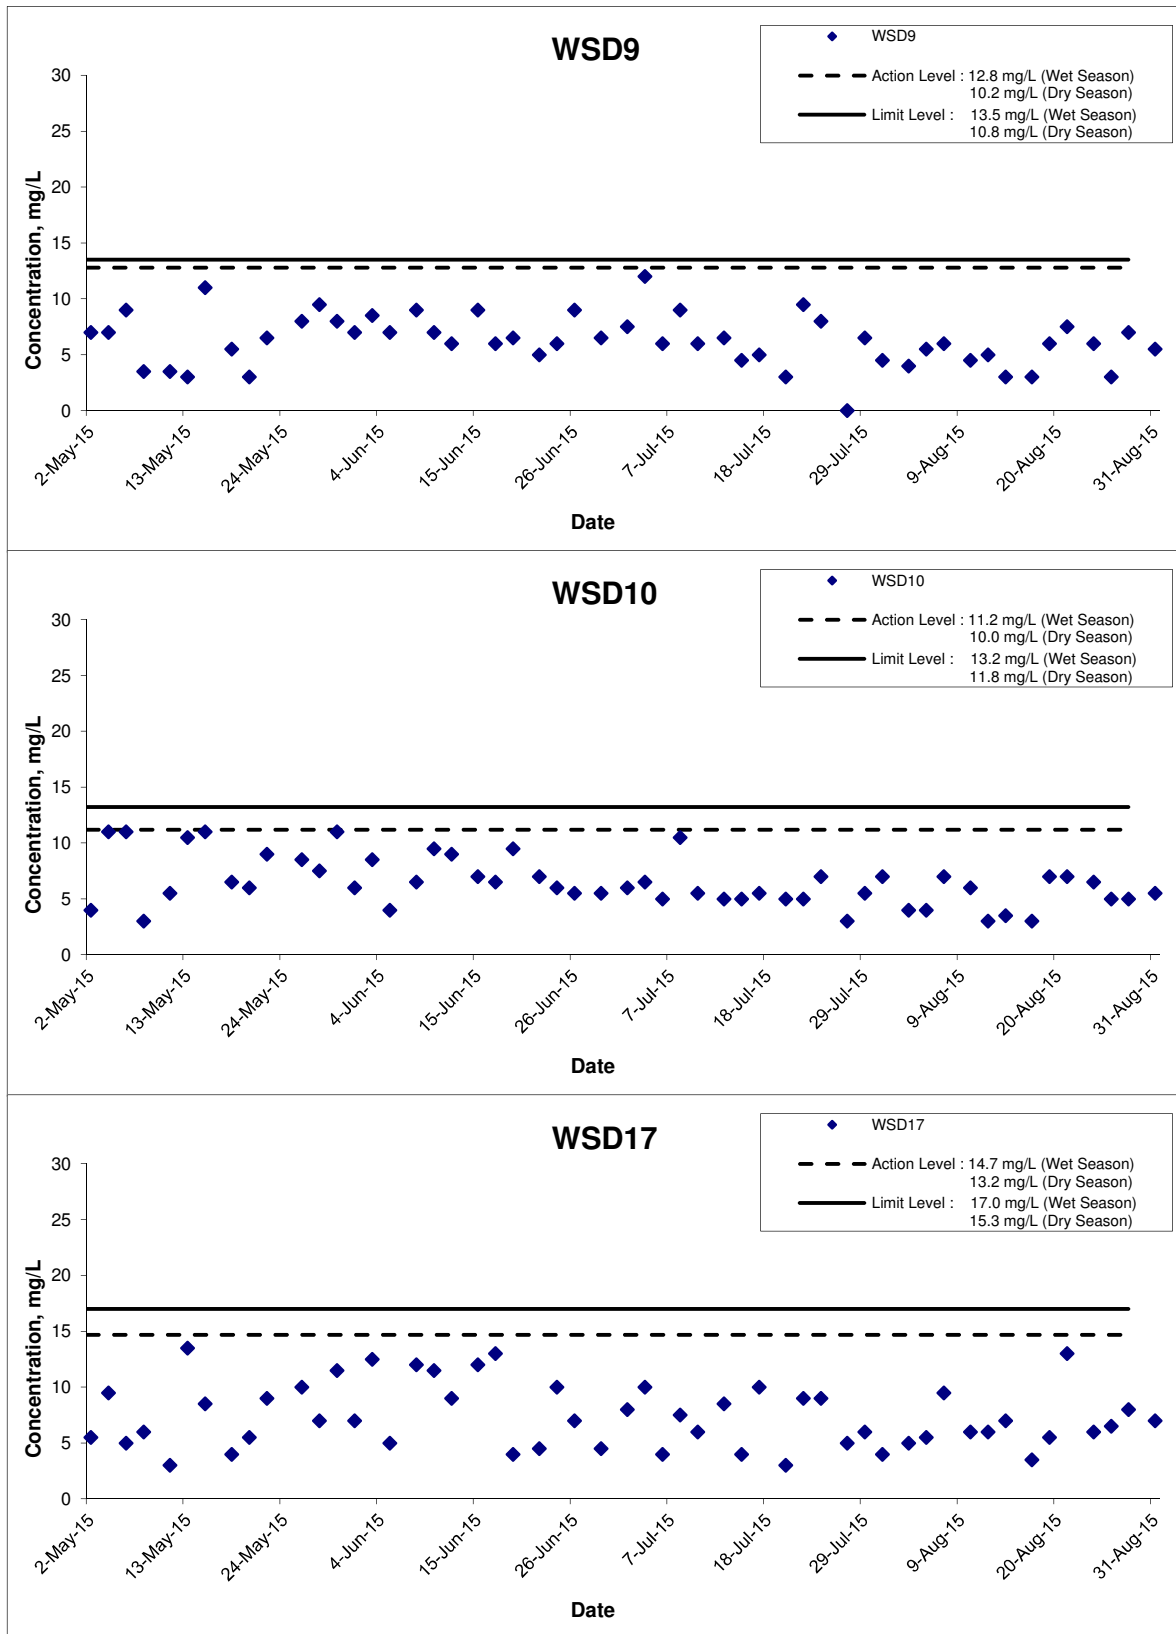 WSD9
WSD9
Action Level : 12.8 mg/L (Wet Season)
10.2 mg/L (Dry Season)
Limit Level : 13.5 mg/L (Wet Season)
10.8 mg/L (Dry Season)
30
25
20
15
10
5
0
Concentration, mg/L
2-May-15
13-May-15
24-May-15
4-Jun-15
15-Jun-15
26-Jun-15
7-Jul-15
18-Jul-15
29-Jul-15
9-Aug-15
20-Aug-15
31-Aug-15
Date
WSD10
WSD10
Action Level : 11.2 mg/L (Wet Season)
10.0 mg/L (Dry Season)
Limit Level : 13.2 mg/L (Wet Season)
11.8 mg/L (Dry Season)
30
25
20
15
10
5
0
Concentration, mg/L
2-May-15
13-May-15
24-May-15
4-Jun-15
15-Jun-15
26-Jun-15
7-Jul-15
18-Jul-15
29-Jul-15
9-Aug-15
20-Aug-15
31-Aug-15
Date
WSD17
WSD17
Action Level : 14.7 mg/L (Wet Season)
13.2 mg/L (Dry Season)
Limit Level : 17.0 mg/L (Wet Season)
15.3 mg/L (Dry Season)
30
25
20
15
10
5
0
Concentration, mg/L
2-May-15
13-May-15
24-May-15
4-Jun-15
15-Jun-15
26-Jun-15
7-Jul-15
18-Jul-15
29-Jul-15
9-Aug-15
20-Aug-15
31-Aug-15
Date